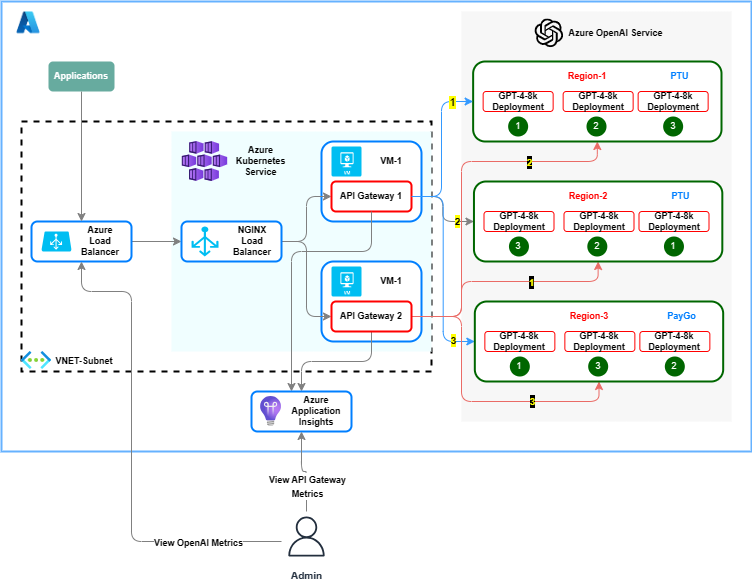 Azure OpenAI Service
Applications
Region-1
PTU
GPT-4-8k
Deployment
GPT-4-8k
Deployment
GPT-4-8k
Deployment
1
2
3
1
2
Azure
Kubernetes
Service
VM-1
VM
API Gateway 1
Region-2
PTU
GPT-4-8k
Deployment
GPT-4-8k
Deployment
GPT-4-8k
Deployment
3
2
1
2
1
Azure
Load
Balancer
NGINX
Load
Balancer
VM-1
VM
API Gateway 2
Region-3
PayGo
GPT-4-8k
Deployment
GPT-4-8k
Deployment
GPT-4-8k
Deployment
1
3
2
3
3
VNET-Subnet
Azure
Application
Insights
View API Gateway
Metrics
View OpenAI Metrics
Admin